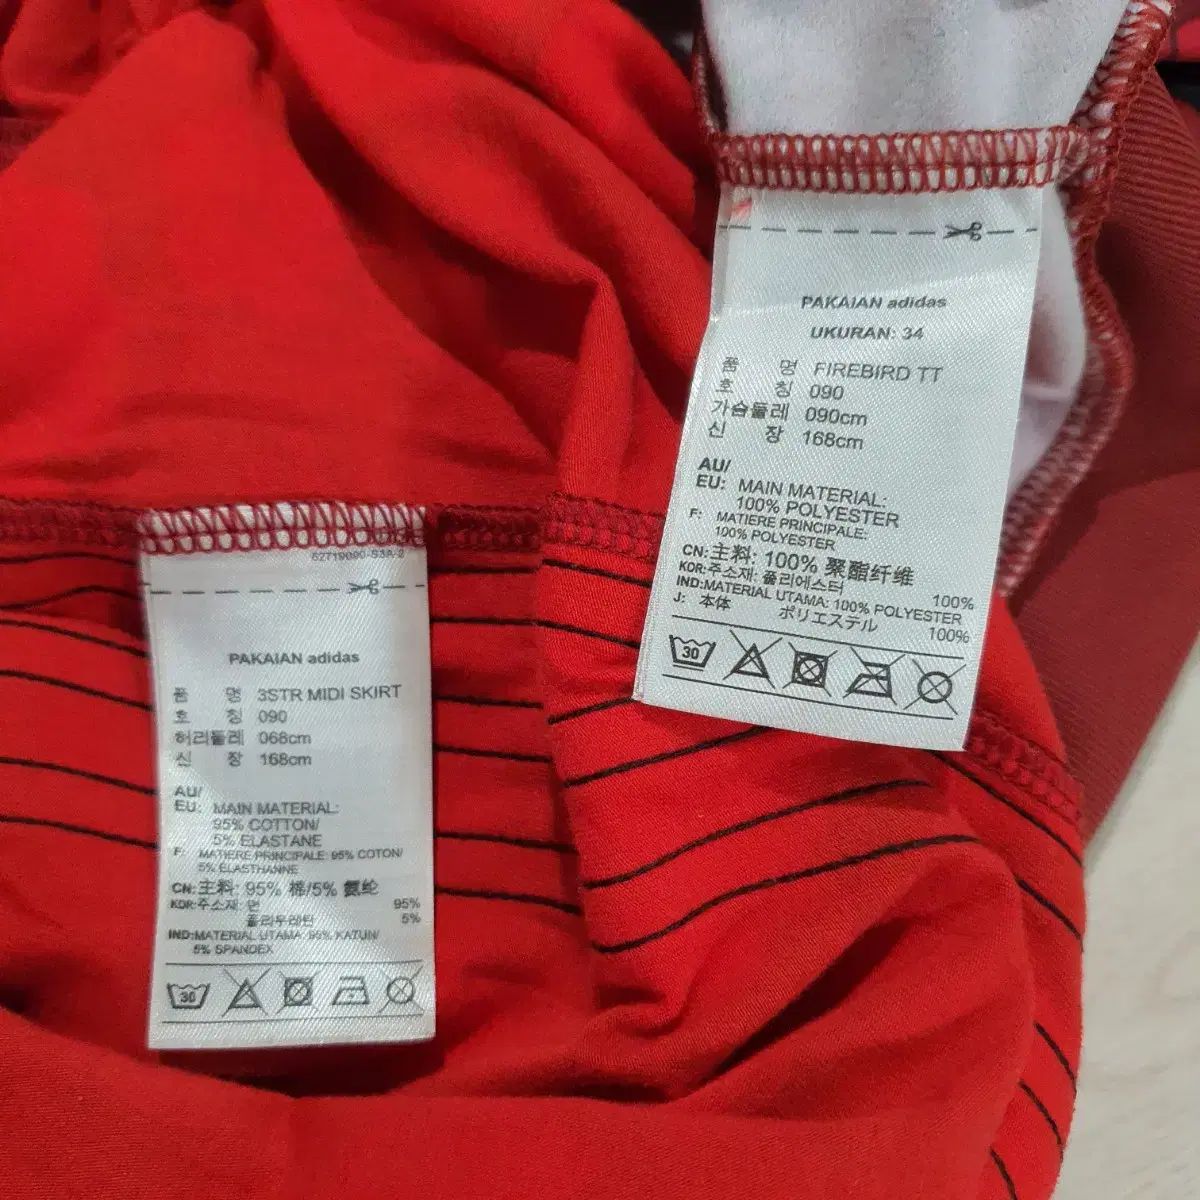 PAKAIAN adidas
UKURAN: 34
품 명 FIREBIRD TT
호 칭 090
가슴둘레 090cm
신 장 168cm
AU/
EU: MAIN MATERIAL:
100% POLYESTER
F: MATIERE PRINCIPALE:
100% POLYESTER
CN:主料: 100% 聚酯纤维
KOR:주소재: 폴리에스터 100%
IND:MATERIAL UTAMA: 100% POLYESTER
J: 本体 ポリエステル 100%
30
PAKAIAN adidas
품 명 3STR MIDI SKIRT
호 칭 090
허리둘레 068cm
신 장 168cm
AU/
EU: MAIN MATERIAL:
95% COTTON/
5% ELASTANE
F: MATIERE PRINCIPALE: 95% COTON/
5% ELASTHANNE
CN:主料: 95% 棉/5% 氨纶
KOR:주소재: 면 95%
폴리우레탄 5%
IND:MATERIAL UTAMA: 95% KATUN/
5% SPANDEX
30